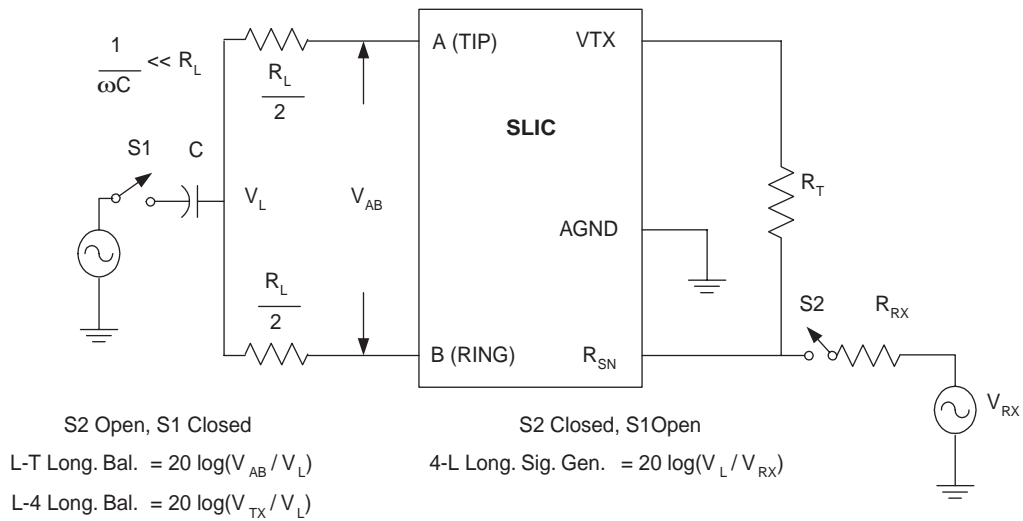 1
ωC
<< R_L
R_L
2
A (TIP)
VTX
SLIC
S1
C
V_L
V_AB
R_T
AGND
R_L
2
S2
R_RX
B (RING)
R_SN
V_RX
S2 Open, S1 Closed
L-T Long. Bal. = 20 log(V_AB / V_L)
L-4 Long. Bal. = 20 log(V_TX / V_L)
S2 Closed, S1Open
4-L Long. Sig. Gen. = 20 log(V_L / V_RX)